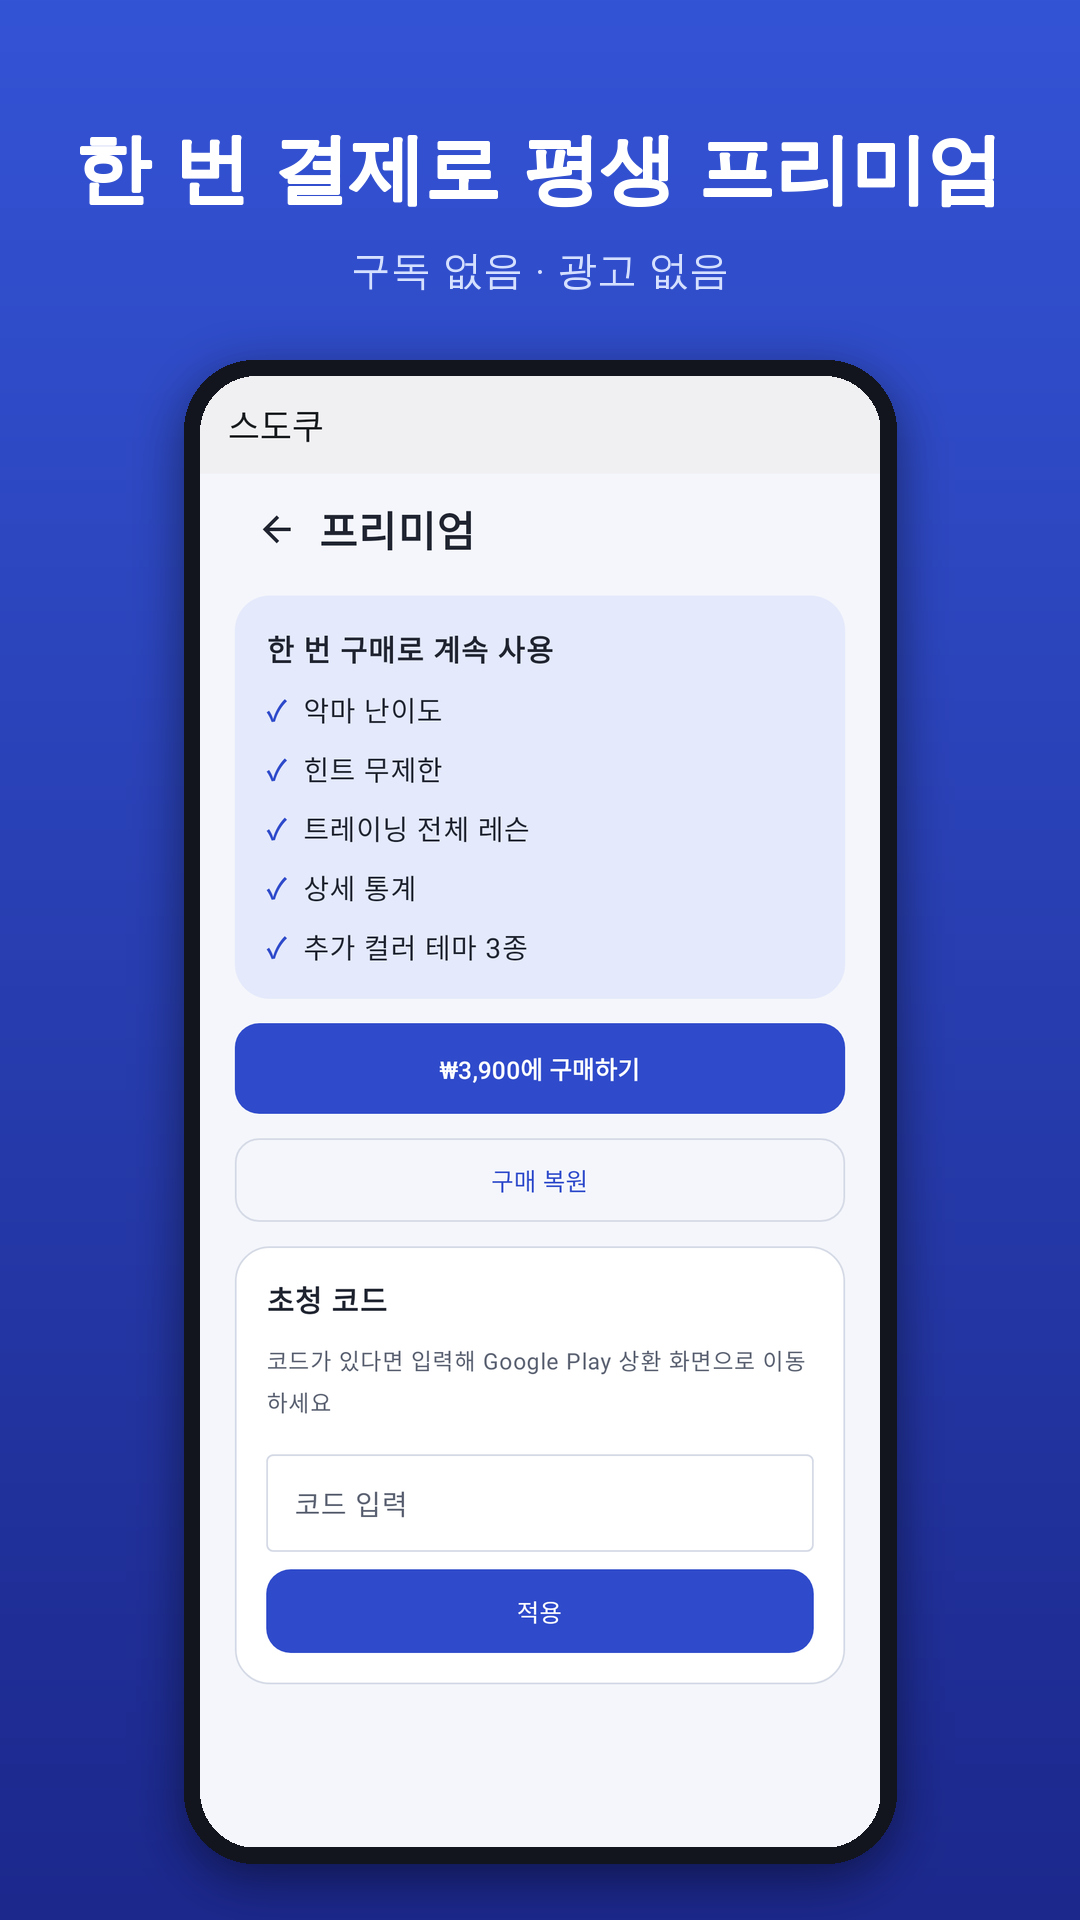 한 번 결제로 평생 프리미엄
구독 없음 · 광고 없음
스도쿠
← 프리미엄
한 번 구매로 계속 사용
✓ 악마 난이도
✓ 힌트 무제한
✓ 트레이닝 전체 레슨
✓ 상세 통계
✓ 추가 컬러 테마 3종
₩3,900에 구매하기
구매 복원
초청 코드
코드가 있다면 입력해 Google Play 상환 화면으로 이동
하세요
코드 입력
적용